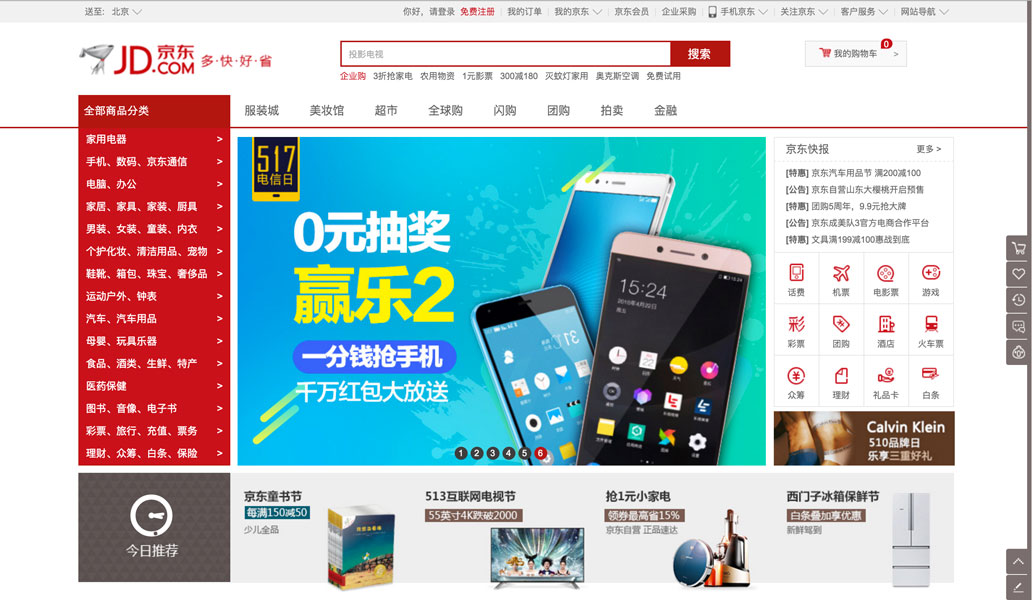 送至： 北京
你好，请登录 免费注册 我的订单 我的京东 京东会员 企业采购 手机京东 关注京东 客户服务 网站导航
JD.COM 京东 多·快·好·省
投影电视 搜索
0
我的购物车 >
企业购 3折抢家电 农用物资 1元影票 300减180 灭蚊灯家用 奥克斯空调 免费试用
全部商品分类 服装城 美妆馆 超市 全球购 闪购 团购 拍卖 金融
家用电器 >
手机、数码、京东通信 >
电脑、办公 >
家居、家具、家装、厨具 >
男装、女装、童装、内衣 >
个护化妆、清洁用品、宠物 >
鞋靴、箱包、珠宝、奢侈品 >
运动户外、钟表 >
汽车、汽车用品 >
母婴、玩具乐器 >
食品、酒类、生鲜、特产 >
医药保健 >
图书、音像、电子书 >
彩票、旅行、充值、票务 >
理财、众筹、白条、保险 >
517
电信日
0元抽奖
赢乐2
一分钱抢手机
千万红包大放送
15:24
1 2 3 4 5 6
京东快报 更多 >
[特惠] 京东汽车用品节 满200减100
[公告] 京东自营山东大樱桃开启预售
[特惠] 团购5周年，9.9元抢大牌
[公告] 京东成美队3官方电商合作平台
[特惠] 文具满199减100惠战到底
话费 机票 电影票 游戏
彩票 团购 酒店 火车票
众筹 理财 礼品卡 白条
Calvin Klein
510品牌日
乐享三重好礼
今日推荐
京东童书节
每满150减50
少儿全品
513互联网电视节
55英寸4K跌破2000
抢1元小家电
领券最高省15%
京东自营 正品速达
西门子冰箱保鲜节
白条叠加享优惠
新鲜驾到